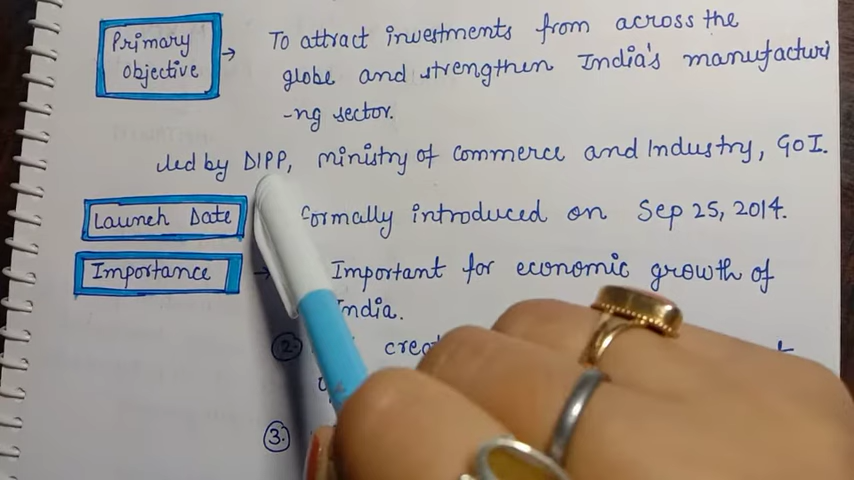 Primary Objective → To attract investments from across the
globe and strengthen India's manufacturi
-ng sector.
Led by DIPP, ministry of commerce and Industry, GOI.
Launch Date formally introduced on Sep 25, 2014.
Importance → Important for economic growth of
India.
②
3.